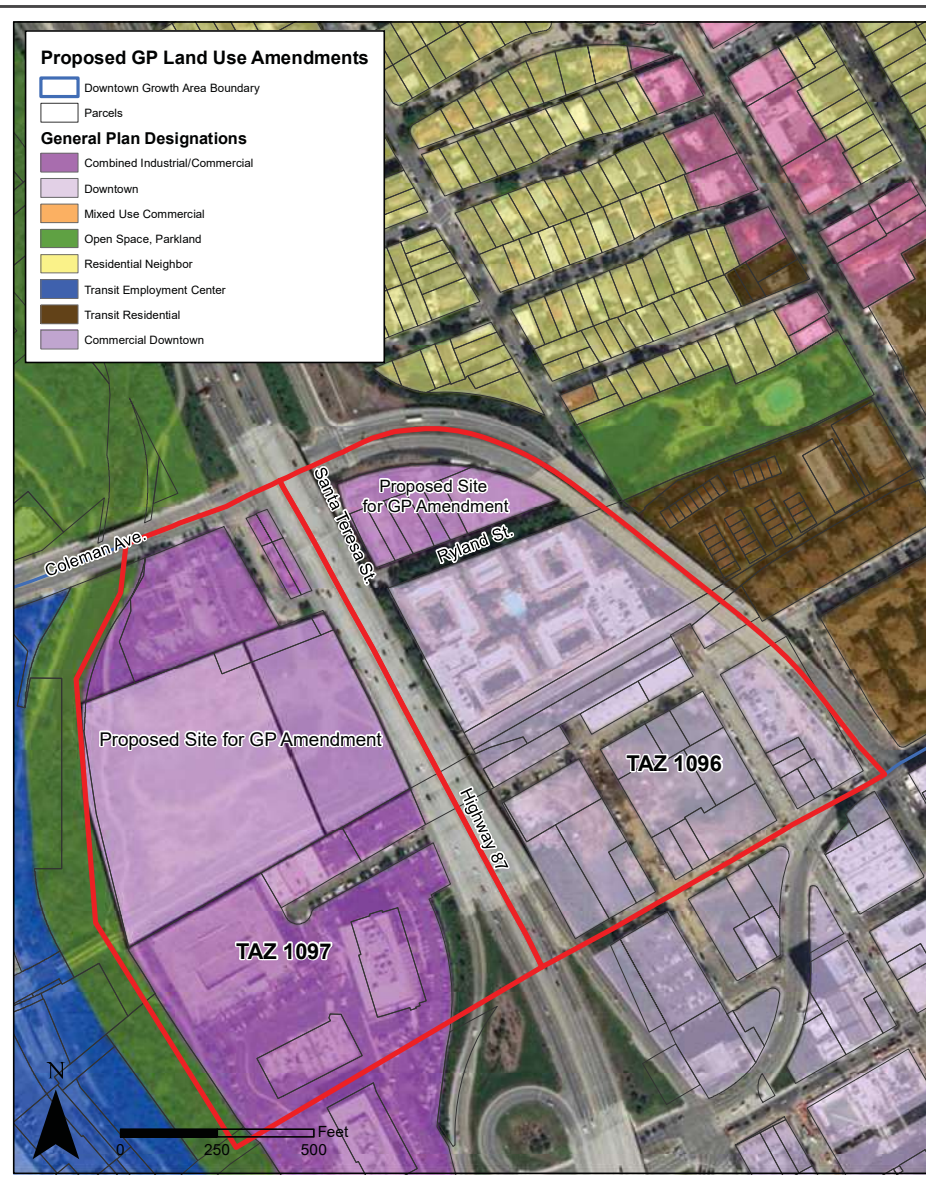 Proposed GP Land Use Amendments
Downtown Growth Area Boundary
Parcels
General Plan Designations
Combined Industrial/Commercial
Downtown
Mixed Use Commercial
Open Space, Parkland
Residential Neighbor
Transit Employment Center
Transit Residential
Commercial Downtown
Santa Teresa St.
Proposed Site
for GP Amendment
Ryland St.
Coleman Ave.
Proposed Site for GP Amendment
TAZ 1096
Highway 87
TAZ 1097
N
Feet
0 250 500